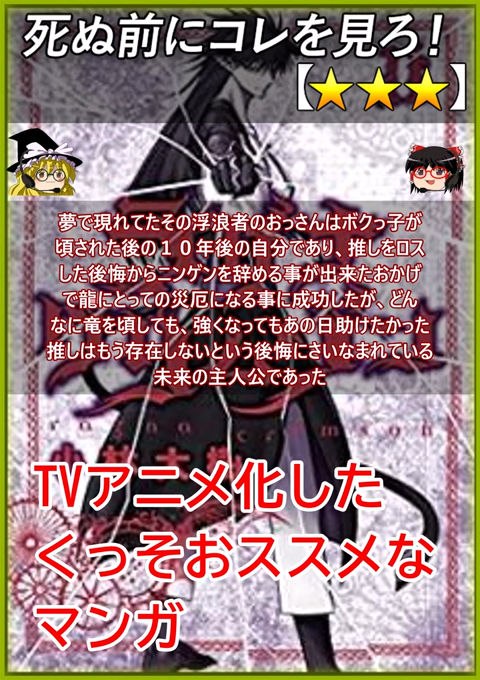 死ぬ前にコレを見ろ！
【★★★】
夢で現れてたその浮浪者のおっさんはボクっ子が
頃された後の１０年後の自分であり、推しをロス
した後悔からニンゲンを辞める事が出来たおかげ
で龍にとっての災厄になる事に成功したが、どん
なに竜を頃しても、強くなってもあの日助けたかった
推しはもう存在しないという後悔にさいなまれている
未来の主人公であった
ragna crimson
TVアニメ化した
くっそおススメな
マンガ